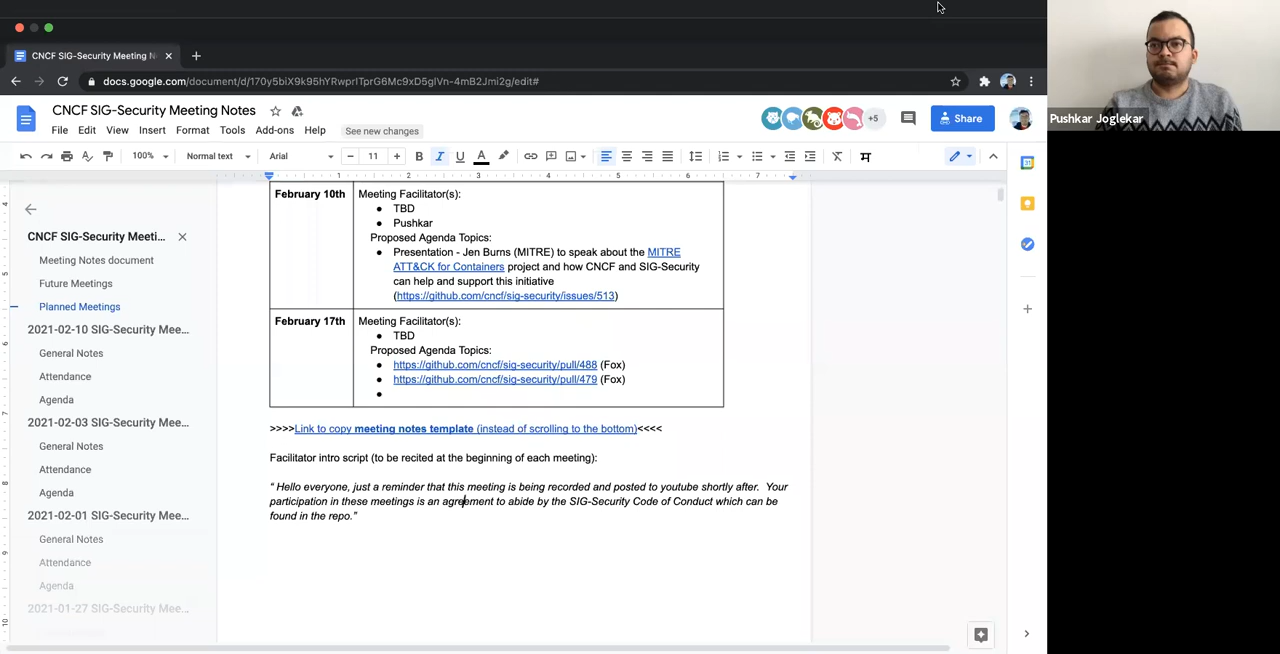 CNCF SIG-Security Meeting N
docs.google.com/document/d/170y5biX9k95hYRwprITprG6Mc9xD5glVn-4mB2Jmi2g/edit#
CNCF SIG-Security Meeting Notes
File Edit View Insert Format Tools Add-ons Help See new changes
+5
Share
100% Normal text Arial 11 B I U A
1 2 3 4 5 6 7
CNCF SIG-Security Meeti...
Meeting Notes document
Future Meetings
Planned Meetings
2021-02-10 SIG-Security Mee...
General Notes
Attendance
Agenda
2021-02-03 SIG-Security Mee...
General Notes
Attendance
Agenda
2021-02-01 SIG-Security Mee...
General Notes
Attendance
Agenda
2021-01-27 SIG-Security Mee...
February 10th
Meeting Facilitator(s):
● TBD
● Pushkar
Proposed Agenda Topics:
● Presentation - Jen Burns (MITRE) to speak about the MITRE
ATT&CK for Containers project and how CNCF and SIG-Security
can help and support this initiative
(https://github.com/cncf/sig-security/issues/513)
February 17th
Meeting Facilitator(s):
● TBD
Proposed Agenda Topics:
● https://github.com/cncf/sig-security/pull/488 (Fox)
● https://github.com/cncf/sig-security/pull/479 (Fox)
●
>>>>Link to copy meeting notes template (instead of scrolling to the bottom)<<<<
Facilitator intro script (to be recited at the beginning of each meeting):
“ Hello everyone, just a reminder that this meeting is being recorded and posted to youtube shortly after. Your
participation in these meetings is an agreement to abide by the SIG-Security Code of Conduct which can be
found in the repo.”
Pushkar Joglekar